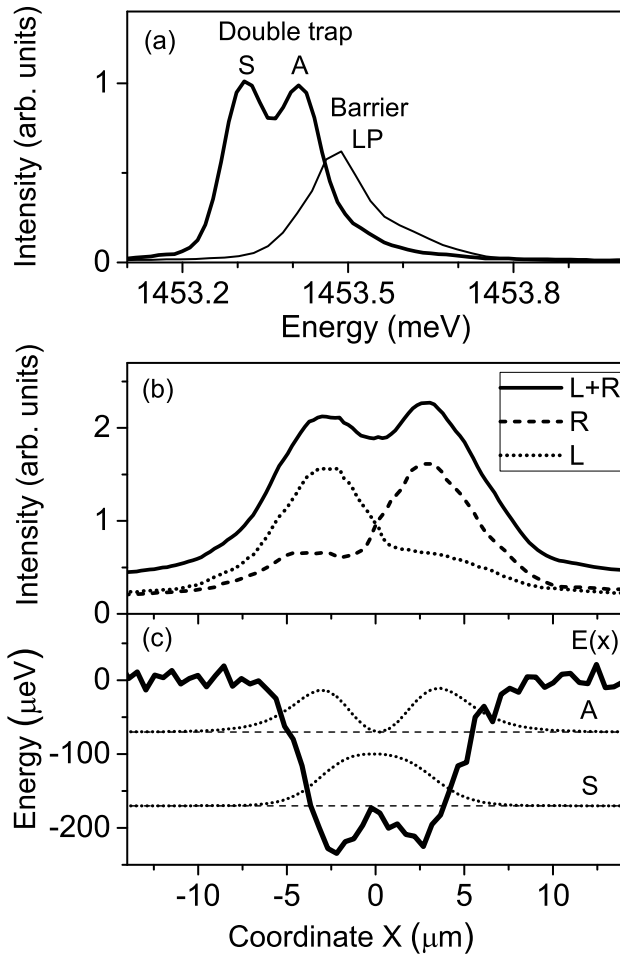 (a)
Double trap
S A
Barrier
LP
Intensity (arb. units)
1
0
1453.2 1453.5 1453.8
Energy (meV)
(b)
L+R
R
L
Intensity (arb. units)
2
1
0
(c)
E(x)
A
S
Energy (μeV)
0
-100
-200
-10 -5 0 5 10
Coordinate X (μm)